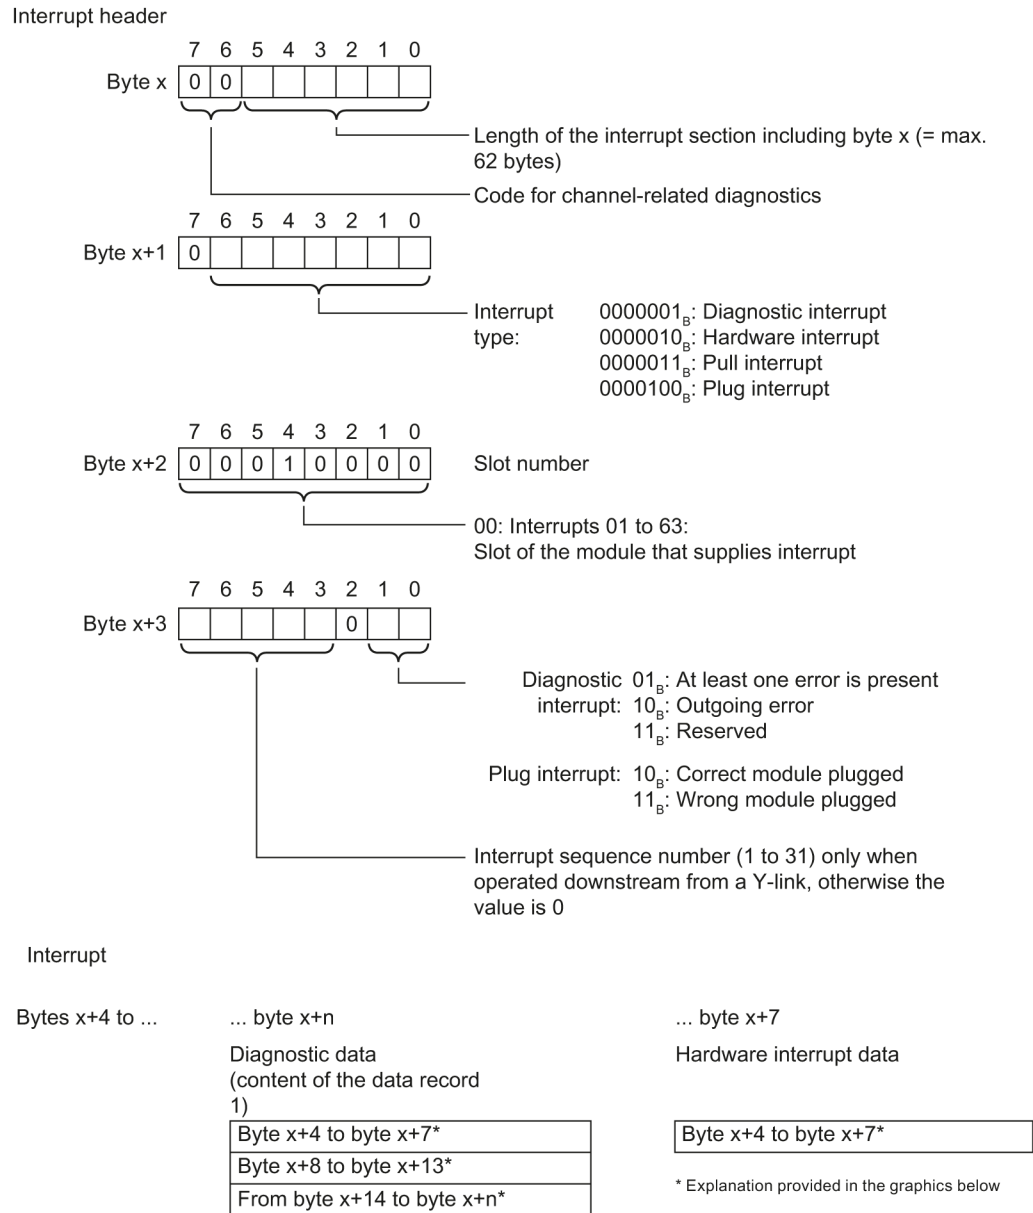 Interrupt header
7 6 5 4 3 2 1 0
Byte x 0 0
Length of the interrupt section including byte x (= max.
62 bytes)
Code for channel-related diagnostics
7 6 5 4 3 2 1 0
Byte x+1 0
Interrupt 0000001B: Diagnostic interrupt
type: 0000010B: Hardware interrupt
0000011B: Pull interrupt
0000100B: Plug interrupt
7 6 5 4 3 2 1 0
Byte x+2 0 0 0 1 0 0 0 0 Slot number
00: Interrupts 01 to 63:
Slot of the module that supplies interrupt
7 6 5 4 3 2 1 0
Byte x+3 0
Diagnostic 01B: At least one error is present
interrupt: 10B: Outgoing error
11B: Reserved
Plug interrupt: 10B: Correct module plugged
11B: Wrong module plugged
Interrupt sequence number (1 to 31) only when
operated downstream from a Y-link, otherwise the
value is 0
Interrupt
Bytes x+4 to ... ... byte x+n ... byte x+7
Diagnostic data Hardware interrupt data
(content of the data record
1)
Byte x+4 to byte x+7* Byte x+4 to byte x+7*
Byte x+8 to byte x+13*
From byte x+14 to byte x+n* * Explanation provided in the graphics below